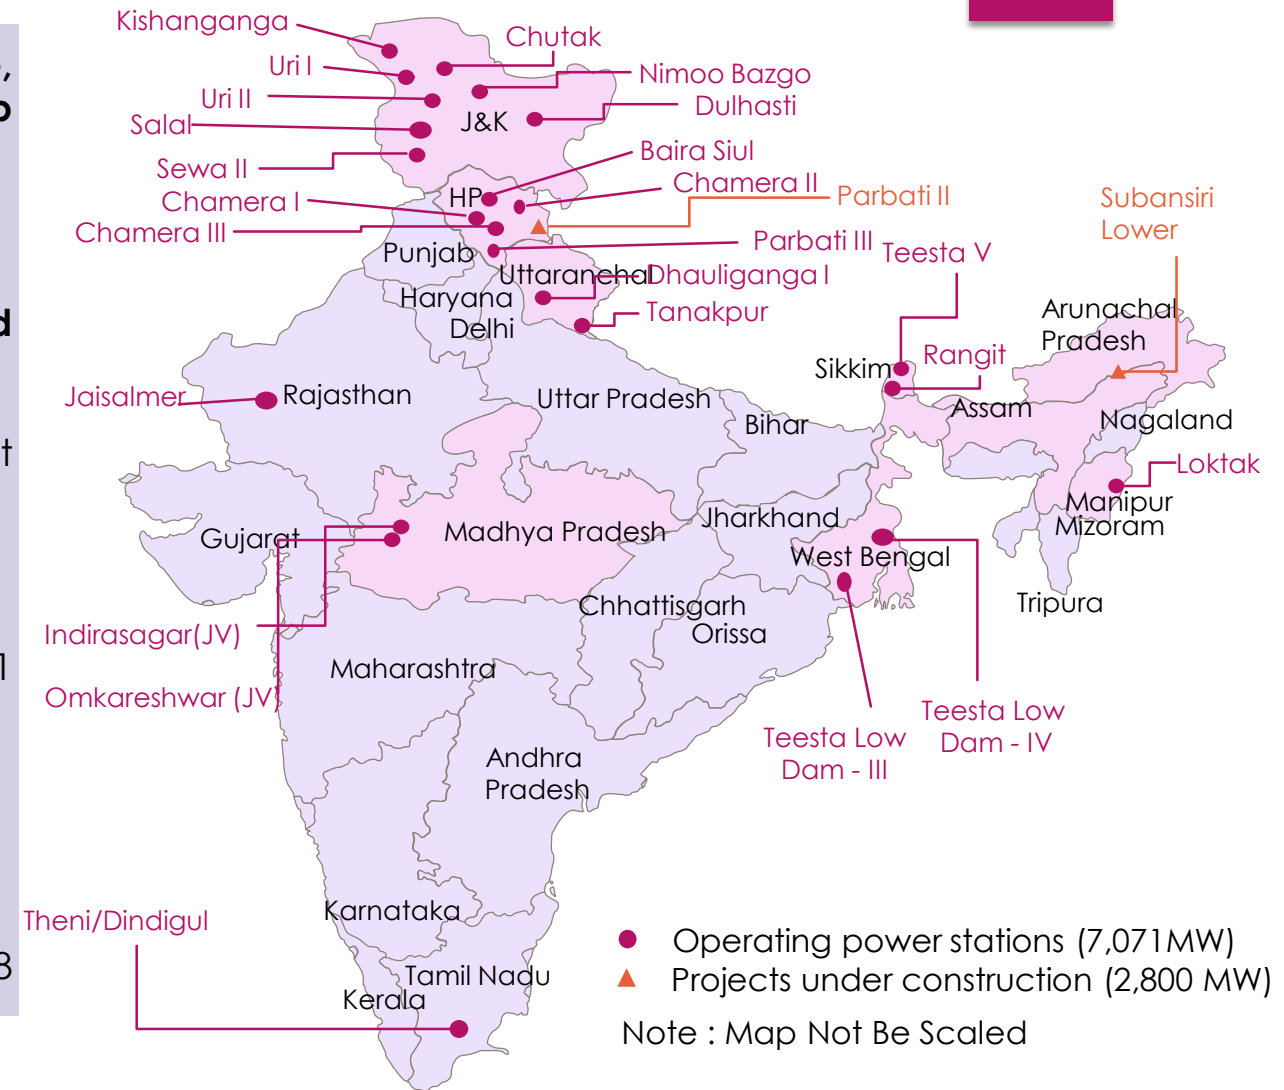 ,
d
t
1
8
Kishanganga
Chutak
Uri I
Nimoo Bazgo
Uri II
Dulhasti
Salal
J&K
Sewa II
Baira Siul
Chamera II
HP
Chamera I
Parbati II
Subansiri
Lower
Chamera III
Parbati III
Teesta V
Punjab
Uttaranchal
Dhauliganga I
Haryana
Delhi
Tanakpur
Arunachal
Pradesh
Sikkim
Rangit
Jaisalmer
Rajasthan
Uttar Pradesh
Bihar
Assam
Nagaland
Loktak
Manipur
Mizoram
Gujarat
Madhya Pradesh
Jharkhand
West Bengal
Tripura
Chhattisgarh
Orissa
Indirasagar(JV)
Maharashtra
Omkareshwar (JV)
Teesta Low
Dam - III
Teesta Low
Dam - IV
Andhra
Pradesh
Karnataka
Theni/Dindigul
Tamil Nadu
Kerala
Operating power stations (7,071MW)
Projects under construction (2,800 MW)
Note : Map Not Be Scaled